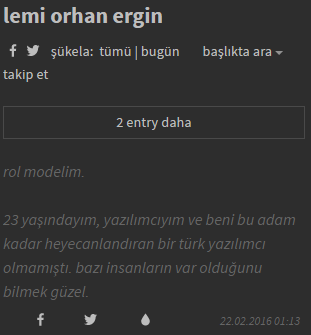 lemi orhan ergin
şükela: tümü | bugün başlıkta ara
takip et
2 entry daha
rol modelim.
23 yaşındayım, yazılımcıyım ve beni bu adam
kadar heyecanlandıran bir türk yazılımcı
olmamıştı. bazı insanların var olduğunu
bilmek güzel.
22.02.2016 01:13